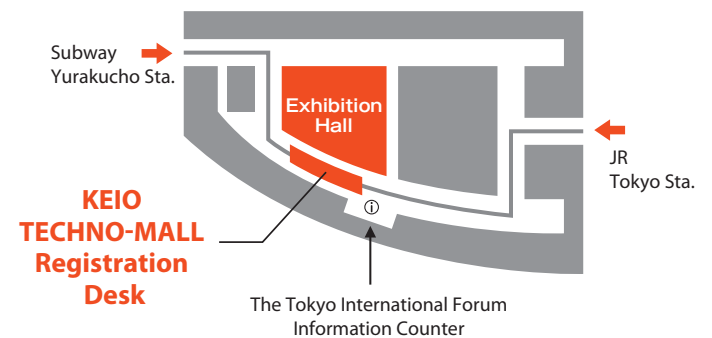 Subway
Yurakucho Sta.
Exhibition
Hall
JR
Tokyo Sta.
KEIO
TECHNO-MALL
Registration
Desk
i
The Tokyo International Forum
Information Counter